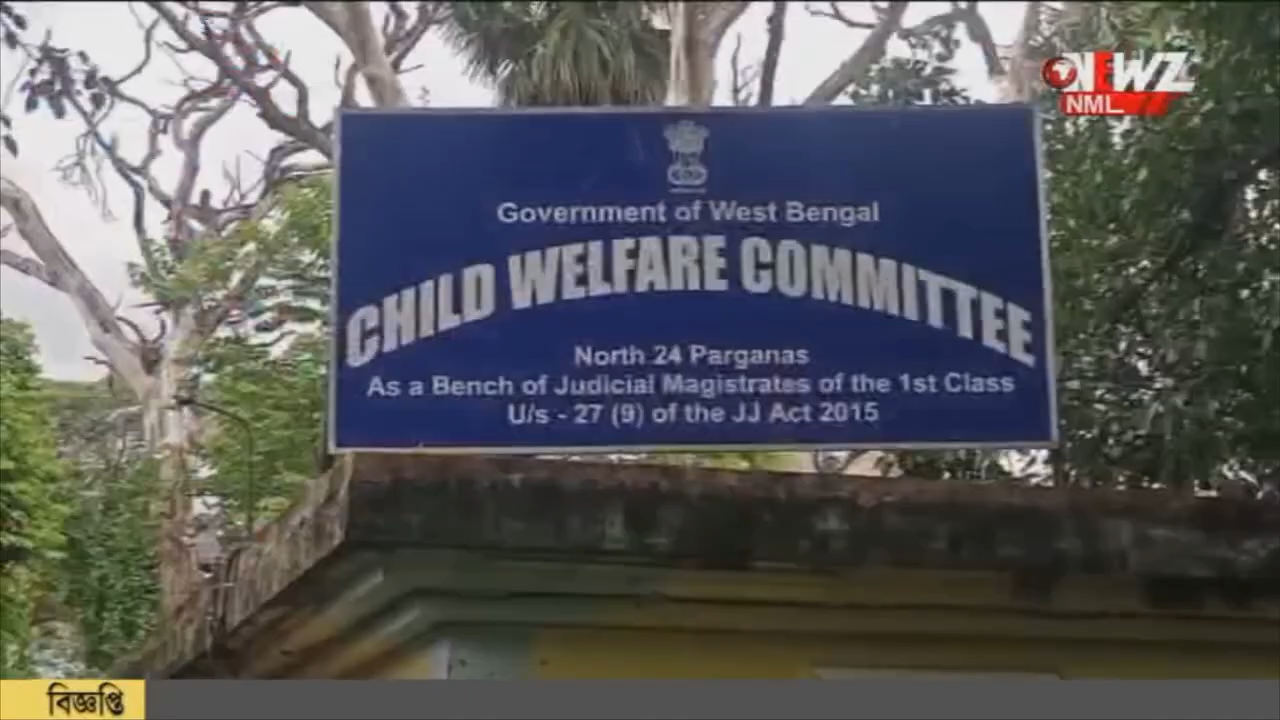 NEWZ
NML
Government of West Bengal
CHILD WELFARE COMMITTEE
North 24 Parganas
As a Bench of Judicial Magistrates of the 1st Class
U/s - 27 (9) of the JJ Act 2015
বিজ্ঞপ্তি